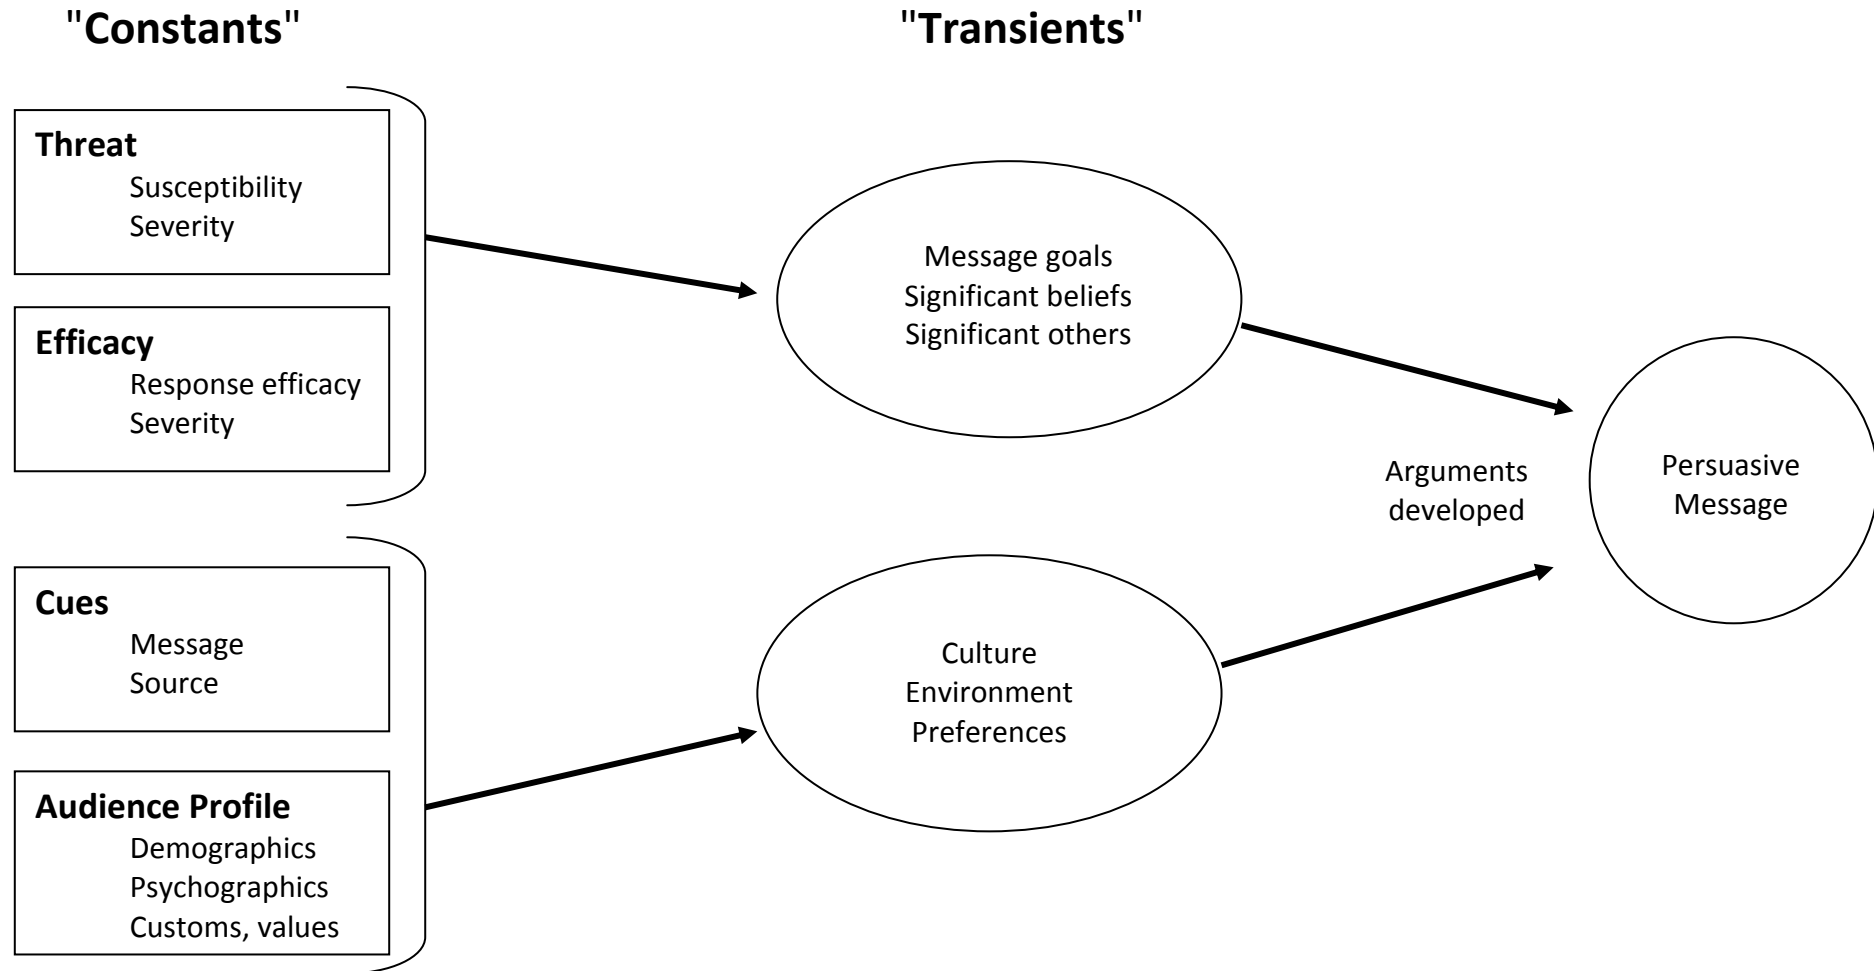 "Constants"
"Transients"
Threat
Susceptibility
Severity
Efficacy
Response efficacy
Severity
Cues
Message
Source
Audience Profile
Demographics
Psychographics
Customs, values
Message goals
Significant beliefs
Significant others
Culture
Environment
Preferences
Arguments
developed
Persuasive
Message